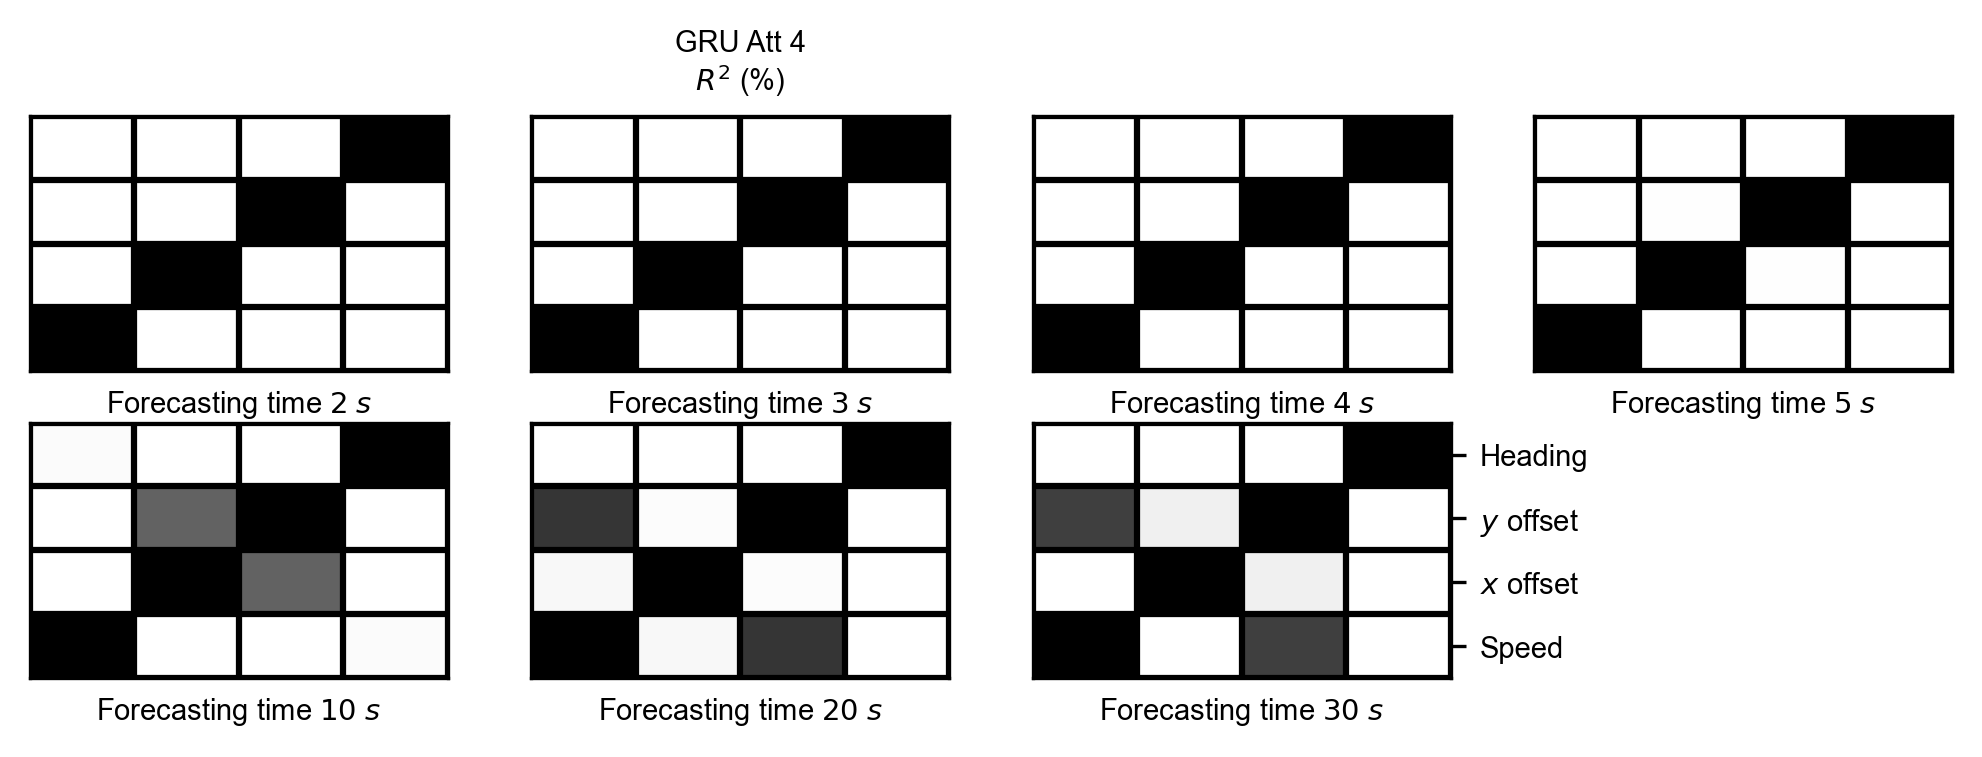 GRU Att 4
R² (%)
Forecasting time 2 s
Forecasting time 3 s
Forecasting time 4 s
Forecasting time 5 s
Heading
y offset
x offset
Speed
Forecasting time 10 s
Forecasting time 20 s
Forecasting time 30 s